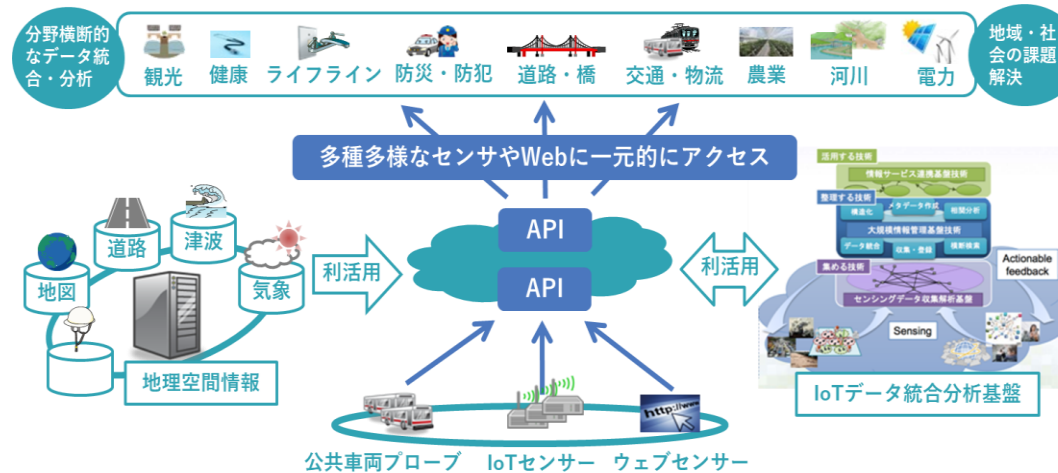 分野横断的
なデータ統
合・分析
観光
健康
ライフライン
防災・防犯
道路・橋
交通・物流
農業
河川
電力
地域・社
会の課題
解決
多種多様なセンサやWebに一元的にアクセス
API
API
道路
津波
地図
気象
地理空間情報
利活用
利活用
活用する技術
情報サービス連携基盤技術
整理する技術
構造化
メタデータ作成
相関分析
大規模情報管理基盤技術
データ統合
収集・登録
横断検索
集める技術
センシングデータ収集解析基盤
Actionable
feedback
Sensing
IoTデータ統合分析基盤
http://www
公共車両プローブ
IoTセンサー
ウェブセンサー